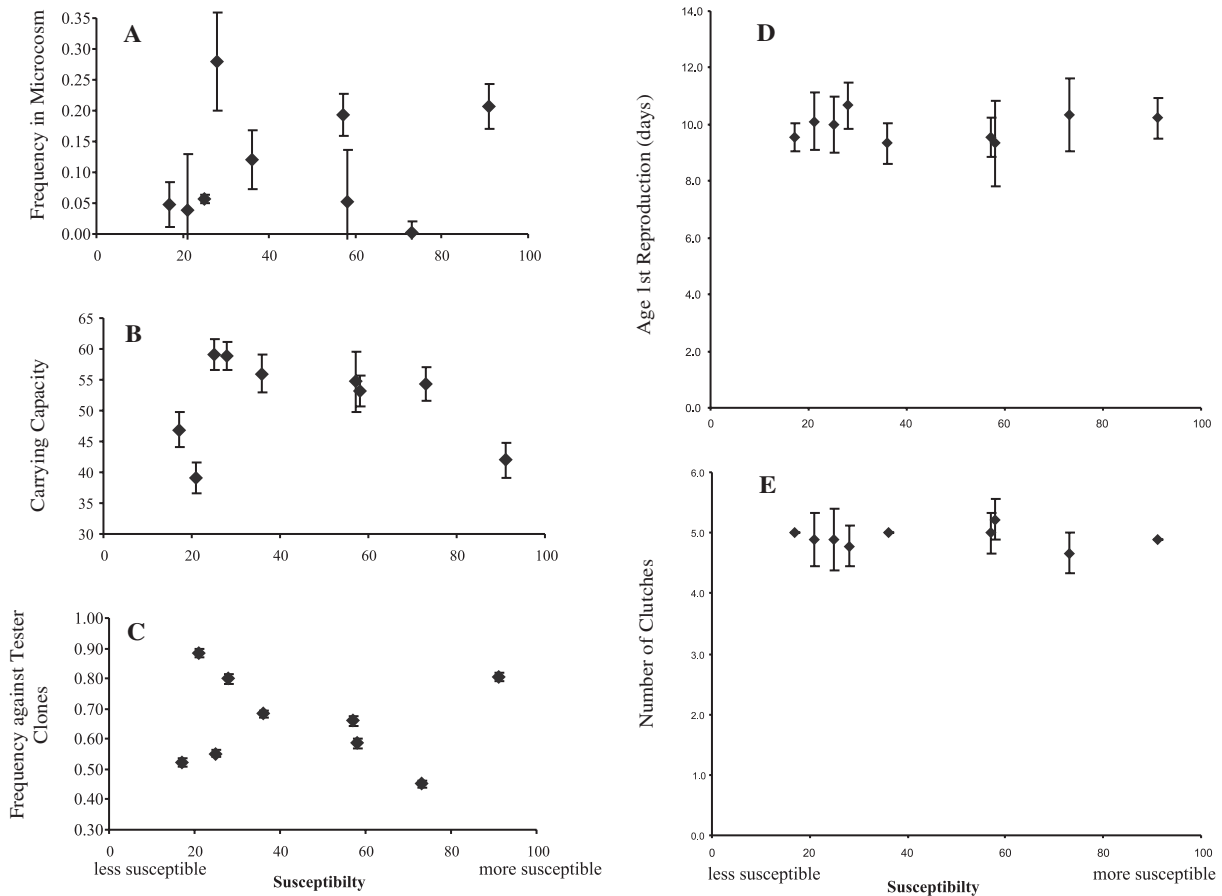 A
Frequency in Microcosm
0.35
0.30
0.25
0.20
0.15
0.10
0.05
0.00
0 20 40 60 80 100
B
Carrying Capacity
65
60
55
50
45
40
35
30
0 20 40 60 80 100
C
Frequency against Tester
Clones
1.00
0.90
0.80
0.70
0.60
0.50
0.40
0.30
0 20 40 60 80 100
less susceptible more susceptible
Susceptibilty
D
Age 1st Reproduction (days)
14.0
12.0
10.0
8.0
6.0
4.0
2.0
0.0
0 20 40 60 80 100
E
Number of Clutches
6.0
5.0
4.0
3.0
2.0
1.0
0.0
0 20 40 60 80 100
less susceptible more susceptible
Susceptibilty